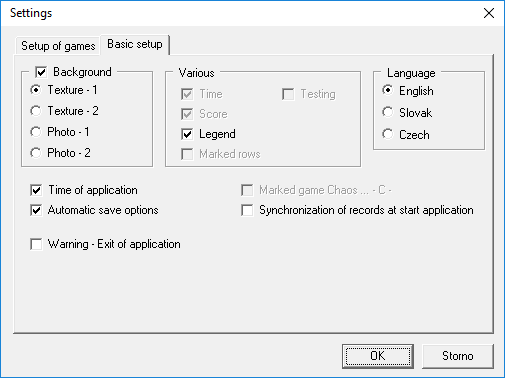 Settings
Setup of games
Basic setup
Background
Texture - 1
Texture - 2
Photo - 1
Photo - 2
Various
Time
Testing
Score
Legend
Marked rows
Language
English
Slovak
Czech
Time of application
Marked game Chaos ... - C -
Automatic save options
Synchronization of records at start application
Warning - Exit of application
OK
Storno